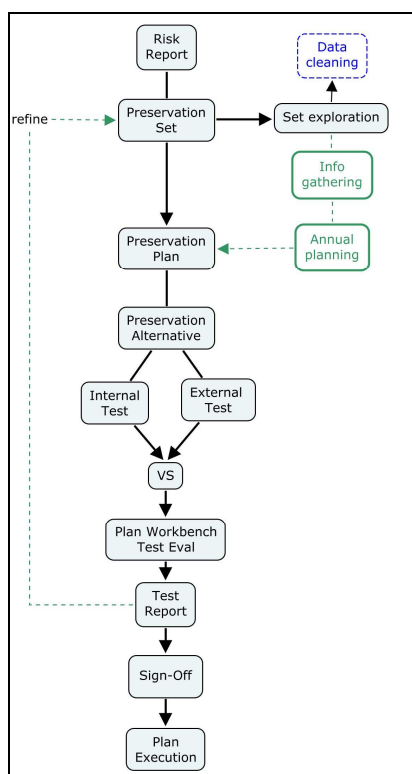 Risk
Report
Data
cleaning
refine
Preservation
Set
Set exploration
Info
gathering
Preservation
Plan
Annual
planning
Preservation
Alternative
Internal
Test
External
Test
VS
Plan Workbench
Test Eval
Test
Report
Sign-Off
Plan
Execution